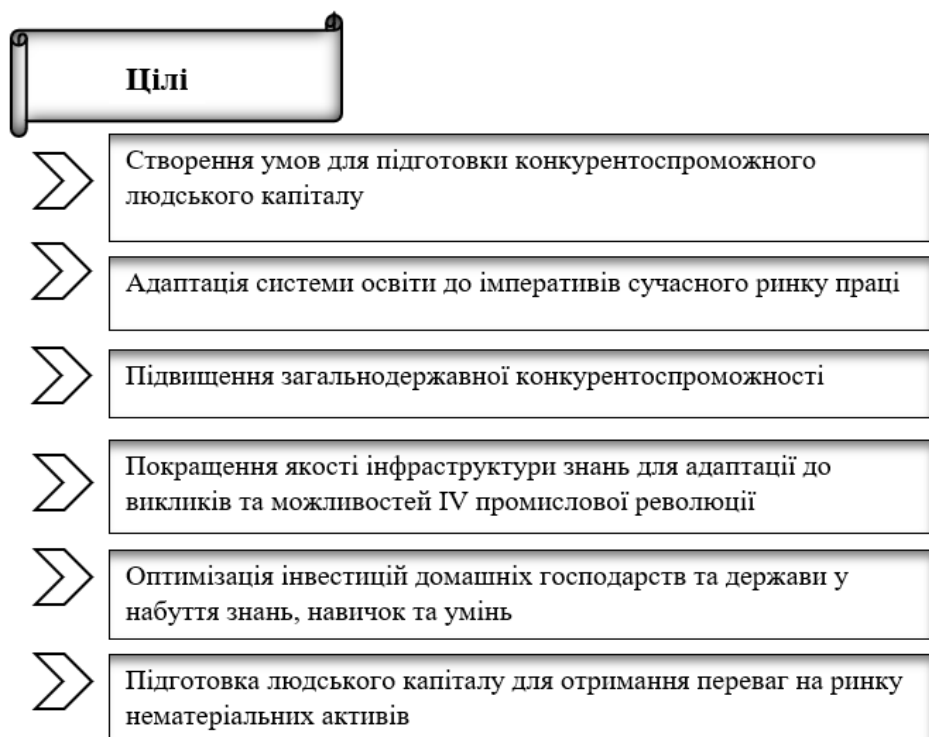 Цілі
Створення умов для підготовки конкурентоспроможного
людського капіталу
Адаптація системи освіти до імперативів сучасного ринку праці
Підвищення загальнодержавної конкурентоспроможності
Покращення якості інфраструктури знань для адаптації до
викликів та можливостей IV промислової революції
Оптимізація інвестицій домашніх господарств та держави у
набуття знань, навичок та умінь
Підготовка людського капіталу для отримання переваг на ринку
нематеріальних активів